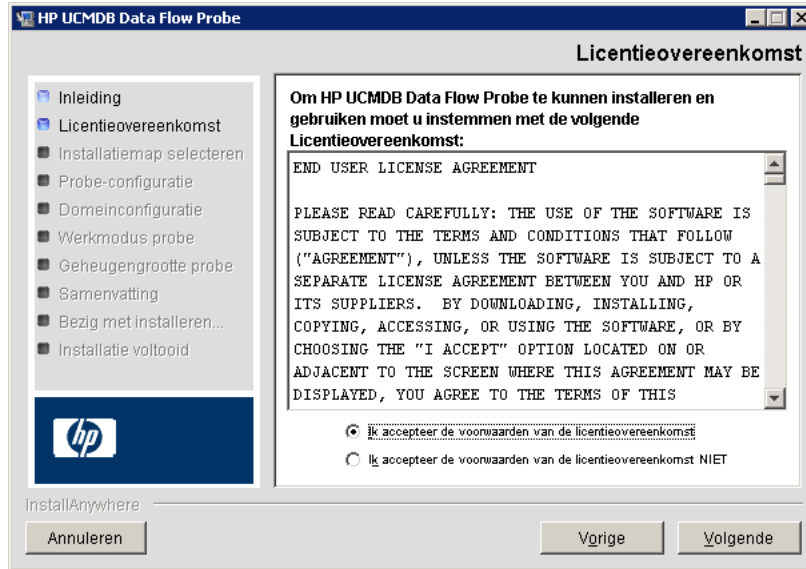 HP UCMDB Data Flow Probe
Licentieovereenkomst
Inleiding
Licentieovereenkomst
Installatiemap selecteren
Probe-configuratie
Domeinconfiguratie
Werkmodus probe
Geheugengrootte probe
Samenvatting
Bezig met installeren...
Installatie voltooid
hp
Om HP UCMDB Data Flow Probe te kunnen installeren en
gebruiken moet u instemmen met de volgende
Licentieovereenkomst:
END USER LICENSE AGREEMENT
PLEASE READ CAREFULLY: THE USE OF THE SOFTWARE IS
SUBJECT TO THE TERMS AND CONDITIONS THAT FOLLOW
("AGREEMENT"), UNLESS THE SOFTWARE IS SUBJECT TO A
SEPARATE LICENSE AGREEMENT BETWEEN YOU AND HP OR
ITS SUPPLIERS.  BY DOWNLOADING, INSTALLING,
COPYING, ACCESSING, OR USING THE SOFTWARE, OR BY
CHOOSING THE "I ACCEPT" OPTION LOCATED ON OR
ADJACENT TO THE SCREEN WHERE THIS AGREEMENT MAY BE
DISPLAYED, YOU AGREE TO THE TERMS OF THIS
Ik accepteer de voorwaarden van de licentieovereenkomst
Ik accepteer de voorwaarden van de licentieovereenkomst NIET
InstallAnywhere
Annuleren
Vorige
Volgende